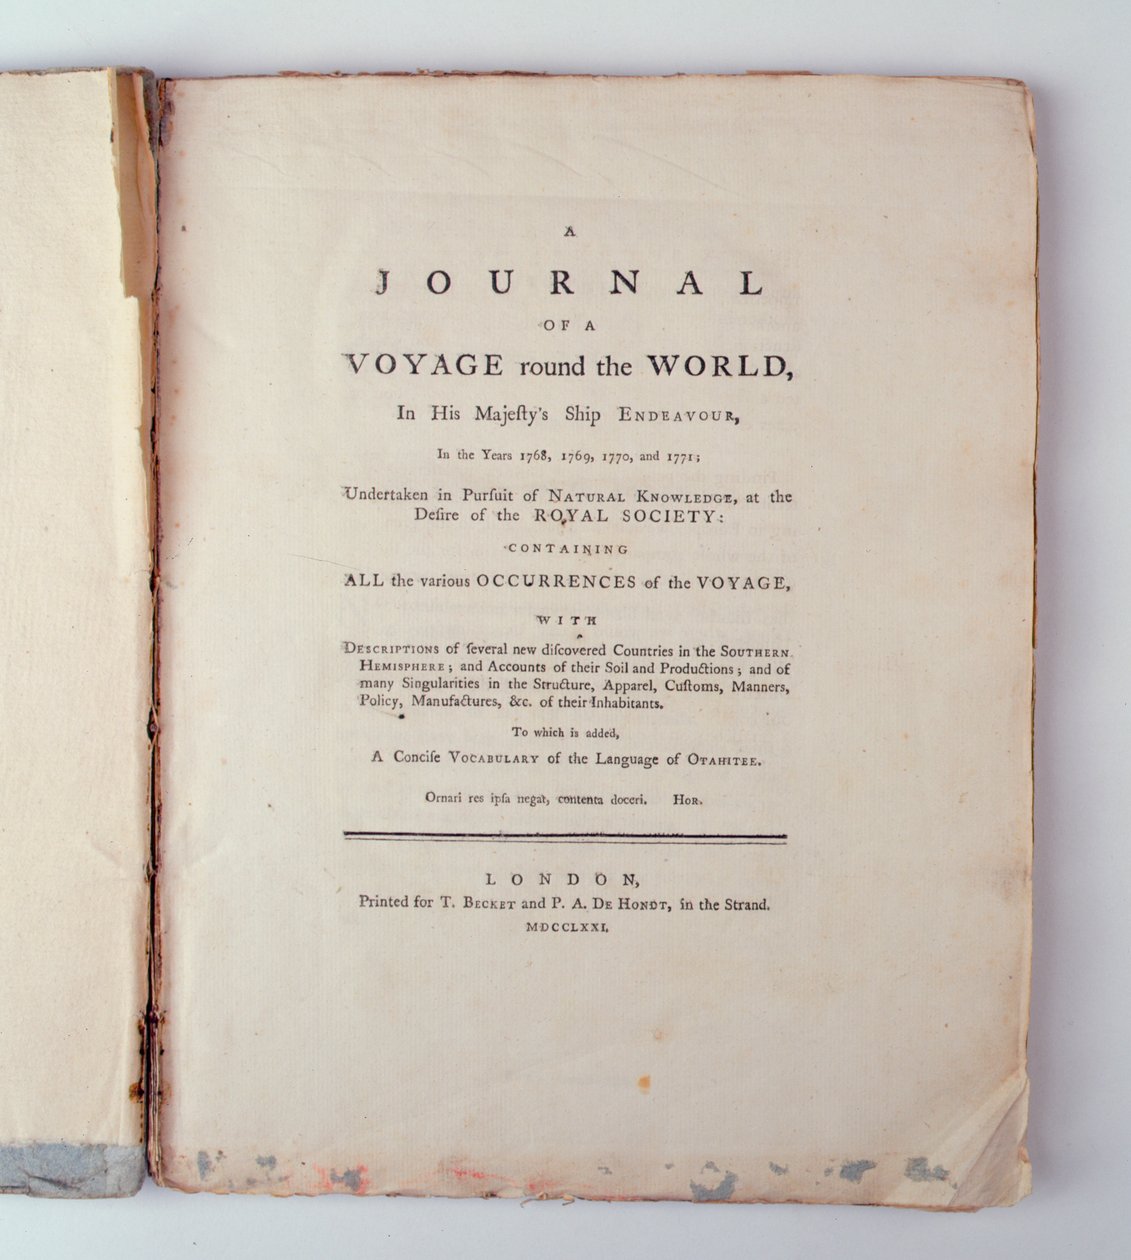 A
JOURNAL
OF A
VOYAGE round the WORLD,
In His Majeſty's Ship ENDEAVOUR,
In the Years 1768, 1769, 1770, and 1771;
Undertaken in Purſuit of NATURAL KNOWLEDGE, at the
Deſire of the ROYAL SOCIETY:
CONTAINING
ALL the various OCCURRENCES of the VOYAGE,
WITH
DESCRIPTIONS of ſeveral new diſcovered Countries in the SOUTHERN
HEMISPHERE; and Accounts of their Soil and Productions; and of
many Singularities in the Structure, Apparel, Cuſtoms, Manners,
Policy, Manufactures, &c. of their Inhabitants.
To which is added,
A Conciſe VOCABULARY of the Language of OTAHITEE.
Ornari res ipſa negat, contenta doceri. HOR.
LONDON,
Printed for T. BECKET and P. A. DE HONDT, in the Strand.
MDCCLXXI.